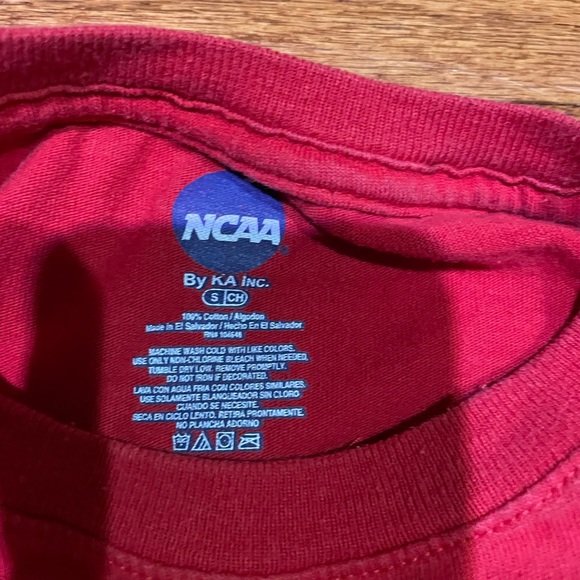 NCAA
By KA Inc.
S CH
100% Cotton / Algodon
Made in El Salvador / Hecho En El Salvador
MACHINE WASH COLD WITH LIKE COLORS.
USE ONLY NON-CHLORINE BLEACH WHEN NEEDED.
TUMBLE DRY LOW. REMOVE PROMPTLY.
DO NOT IRON IF DECORATED.
LAVA CON AGUA FRIA CON COLORES SIMILARES.
USE SOLAMENTE BLANQUEADOR SIN CLORO
CUANDO SE NECESITE.
SECA EN CICLO LENTO. RETIRA PRONTAMENTE.
NO PLANCHA ADORNO